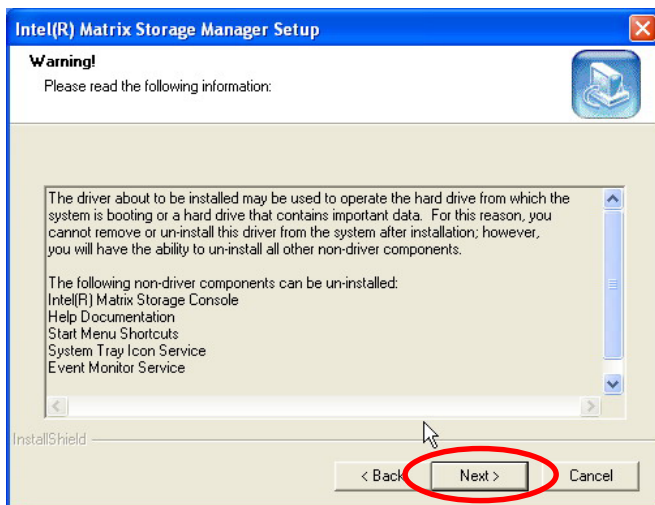 Intel(R) Matrix Storage Manager Setup
Warning!
Please read the following information:
The driver about to be installed may be used to operate the hard drive from which the
system is booting or a hard drive that contains important data.  For this reason, you
cannot remove or un-install this driver from the system after installation; however,
you will have the ability to un-install all other non-driver components.
The following non-driver components can be un-installed:
Intel(R) Matrix Storage Console
Help Documentation
Start Menu Shortcuts
System Tray Icon Service
Event Monitor Service
InstallShield
< Back
Next >
Cancel